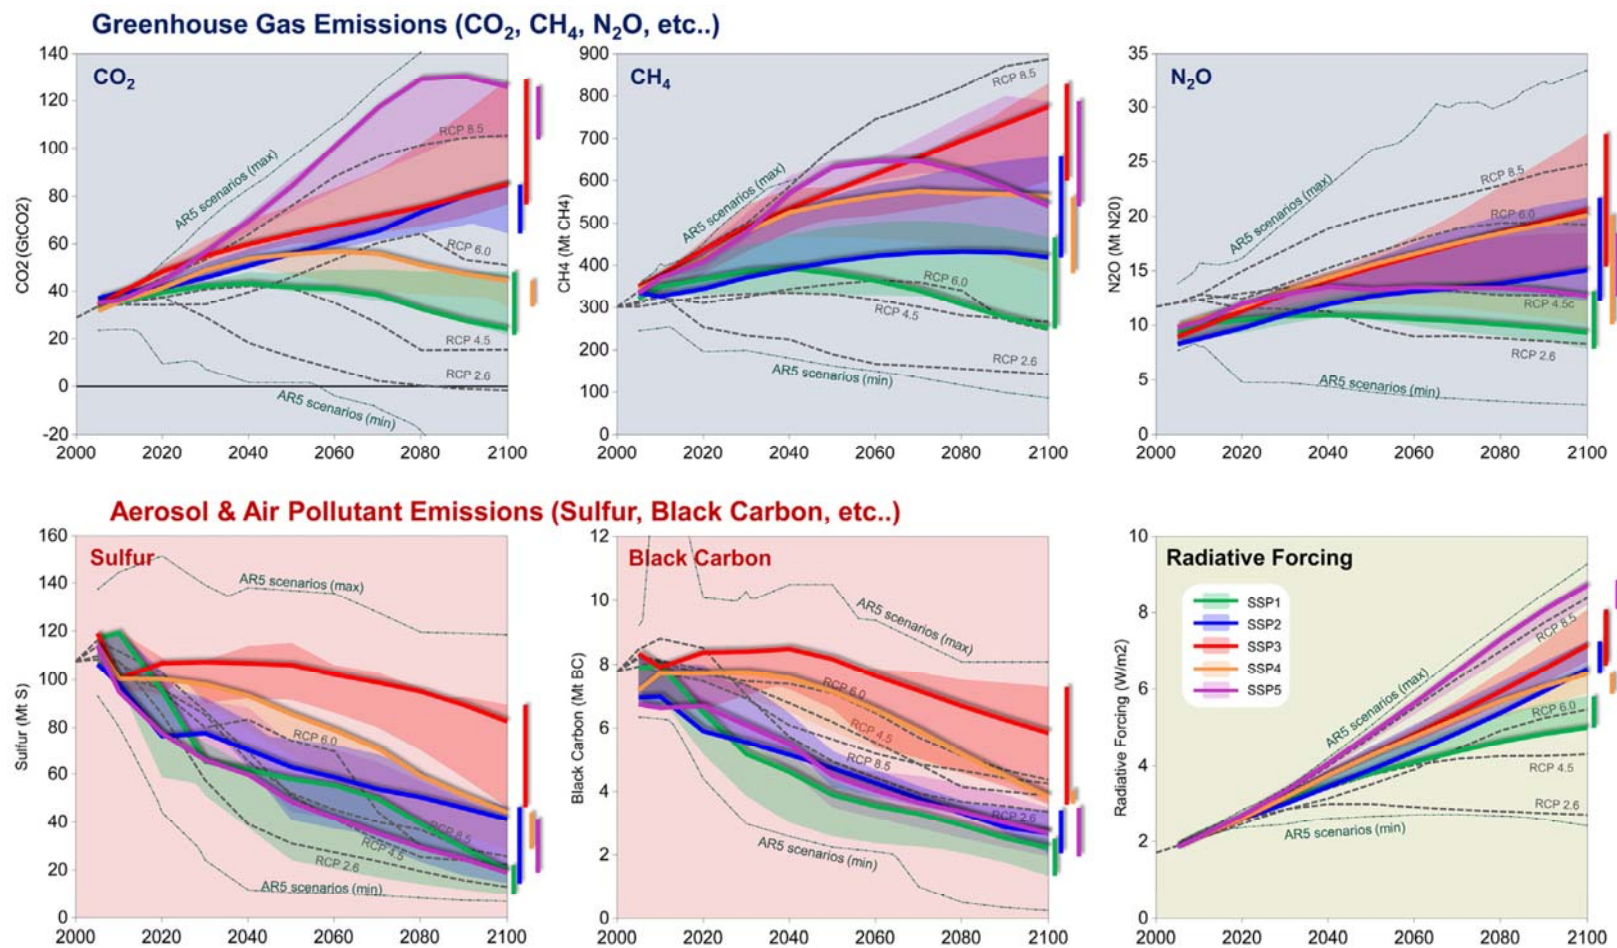 Greenhouse Gas Emissions (CO₂, CH₄, N₂O, etc..)
CO₂
CO2 (GtCO2)
140
120
100
80
60
40
20
0
-20
2000 2020 2040 2060 2080 2100
AR5 scenarios (max)
RCP 8.5
RCP 6.0
RCP 4.5
RCP 2.6
AR5 scenarios (min)
CH₄
CH4 (Mt CH4)
900
800
700
600
500
400
300
200
100
0
2000 2020 2040 2060 2080 2100
RCP 8.5
AR5 scenarios (max)
RCP 6.0
RCP 4.5
RCP 2.6
AR5 scenarios (min)
N₂O
N2O (Mt N20)
35
30
25
20
15
10
5
0
2000 2020 2040 2060 2080 2100
AR5 scenarios (max)
RCP 8.5
RCP 6.0
RCP 4.5c
RCP 2.6
AR5 scenarios (min)
Aerosol & Air Pollutant Emissions (Sulfur, Black Carbon, etc..)
Sulfur
Sulfur (Mt S)
160
140
120
100
80
60
40
20
0
2000 2020 2040 2060 2080 2100
AR5 scenarios (max)
RCP 6.0
RCP 8.5
RCP 4.5
RCP 2.6
AR5 scenarios (min)
Black Carbon
Black Carbon (Mt BC)
12
10
8
6
4
2
0
2000 2020 2040 2060 2080 2100
AR5 scenarios (max)
RCP 6.0
RCP 4.5
RCP 8.5
RCP 2.6
AR5 scenarios (min)
Radiative Forcing
Radiative Forcing (W/m2)
10
8
6
4
2
0
2000 2020 2040 2060 2080 2100
SSP1
SSP2
SSP3
SSP4
SSP5
AR5 scenarios (max)
RCP 8.5
RCP 6.0
RCP 4.5
RCP 2.6
AR5 scenarios (min)